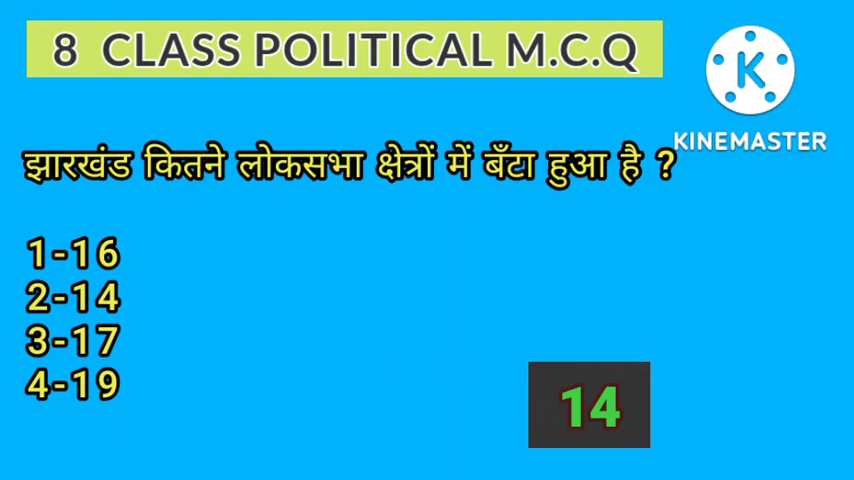 8 CLASS POLITICAL M.C.Q
KINEMASTER
झारखंड कितने लोकसभा क्षेत्रों में बँटा हुआ है ?
1-16
2-14
3-17
4-19
14